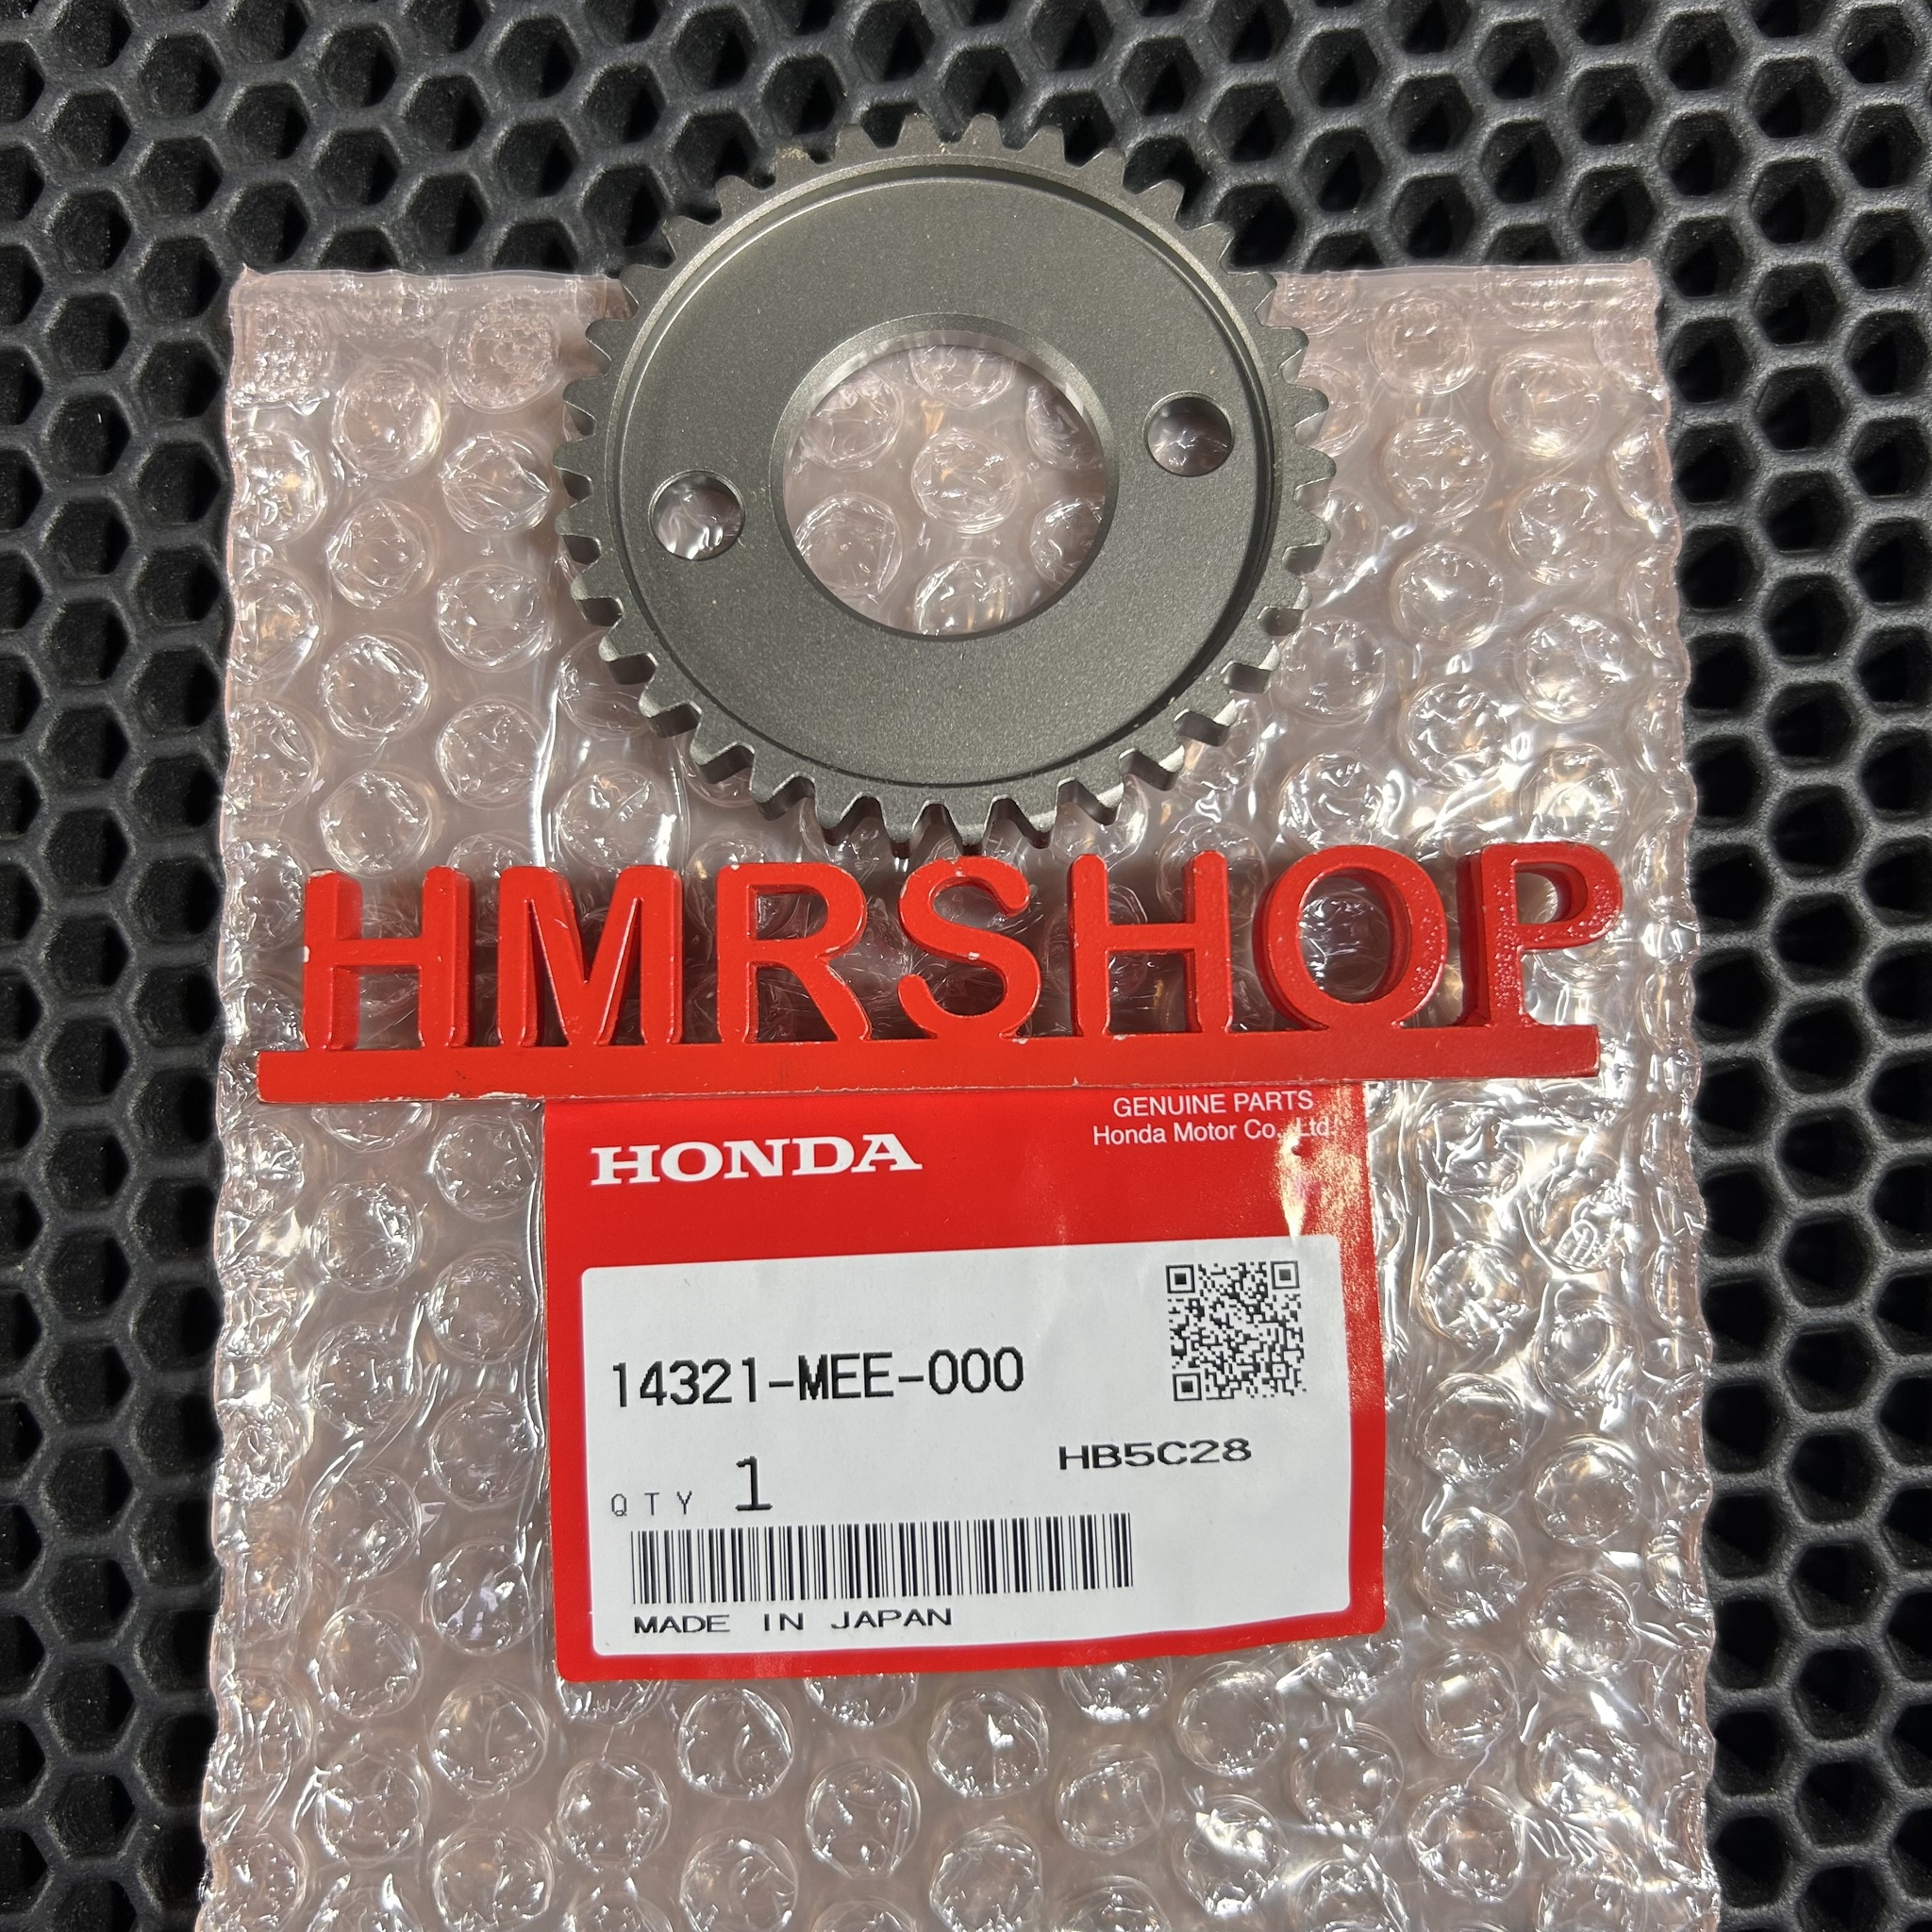 HMRSHOP
GENUINE PARTS
HONDA
Honda Motor Co., Ltd.
14321-MEE-000
HB5C28
QTY 1
MADE IN JAPAN